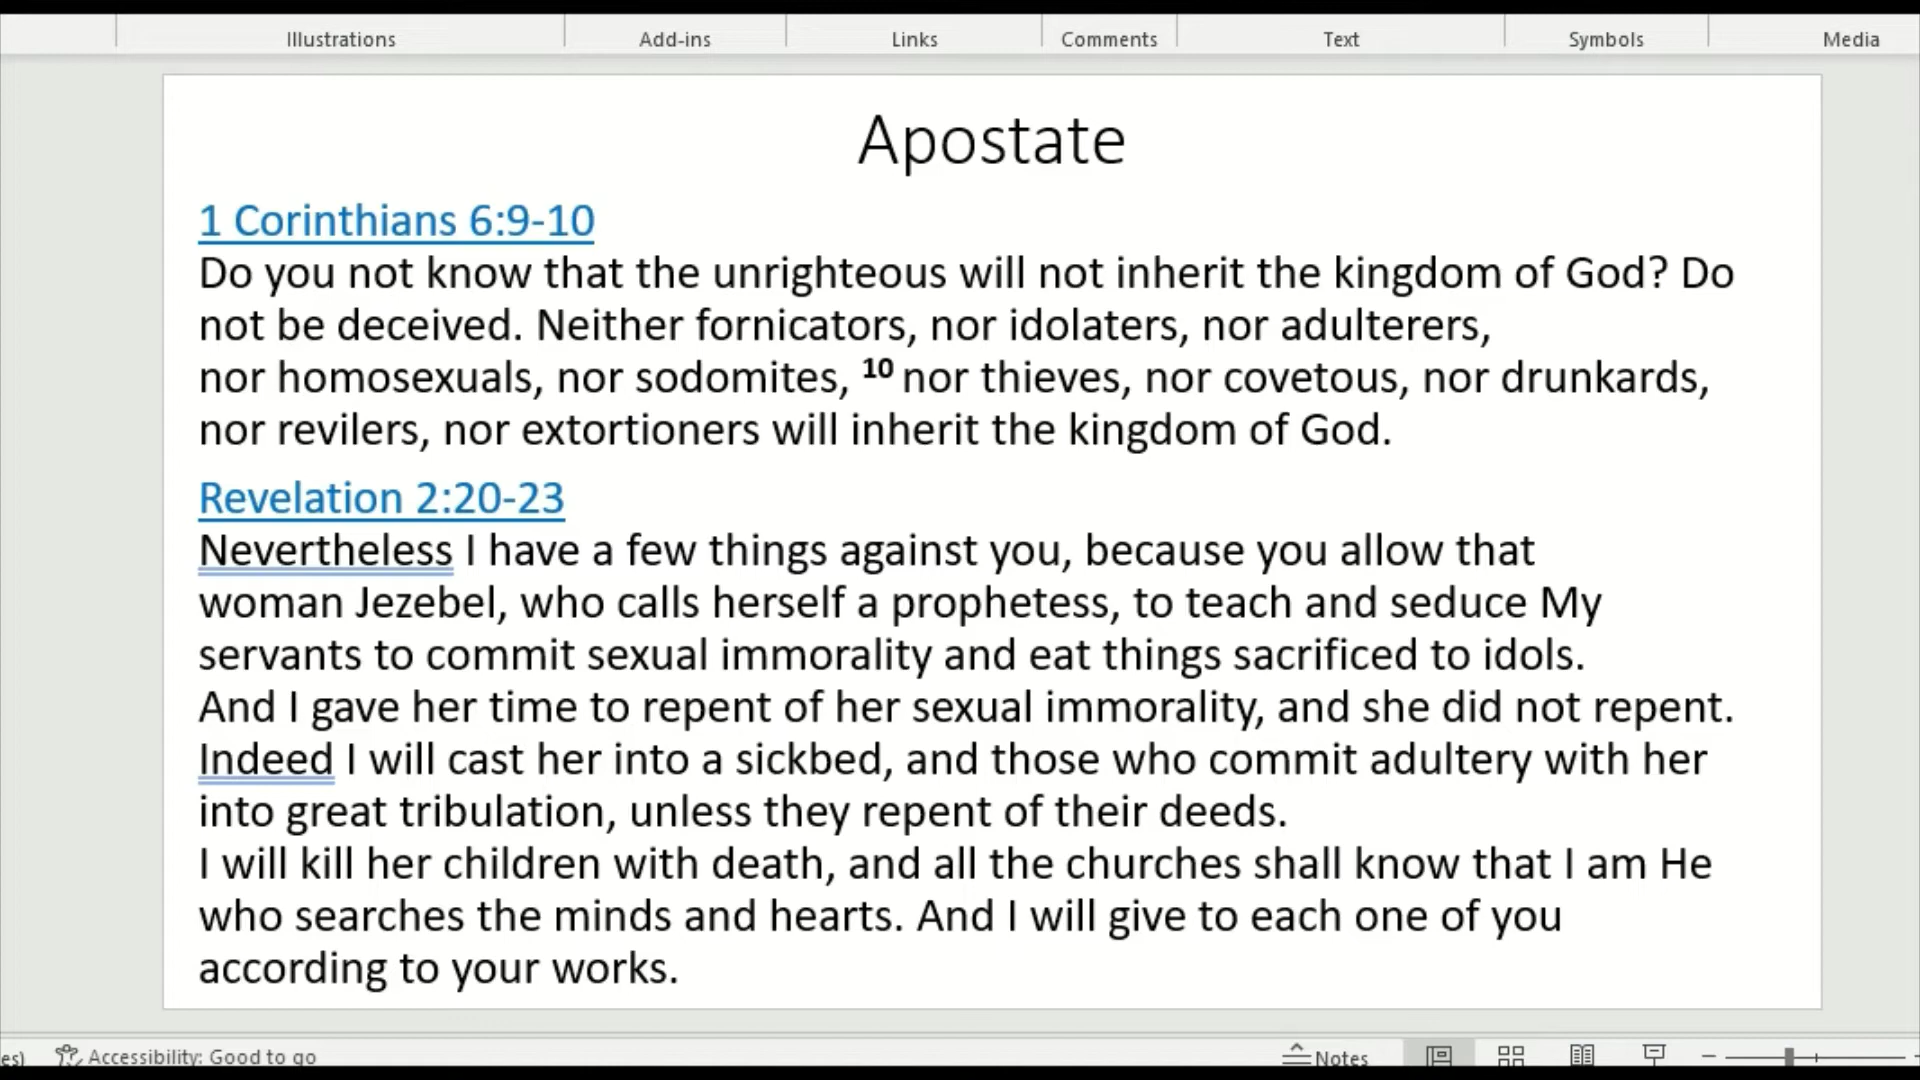 Illustrations Add-ins Links Comments Text Symbols Media
Apostate
1 Corinthians 6:9-10
Do you not know that the unrighteous will not inherit the kingdom of God? Do
not be deceived. Neither fornicators, nor idolaters, nor adulterers,
nor homosexuals, nor sodomites, 10 nor thieves, nor covetous, nor drunkards,
nor revilers, nor extortioners will inherit the kingdom of God.
Revelation 2:20-23
Nevertheless I have a few things against you, because you allow that
woman Jezebel, who calls herself a prophetess, to teach and seduce My
servants to commit sexual immorality and eat things sacrificed to idols.
And I gave her time to repent of her sexual immorality, and she did not repent.
Indeed I will cast her into a sickbed, and those who commit adultery with her
into great tribulation, unless they repent of their deeds.
I will kill her children with death, and all the churches shall know that I am He
who searches the minds and hearts. And I will give to each one of you
according to your works.
es) Accessibility: Good to go Notes